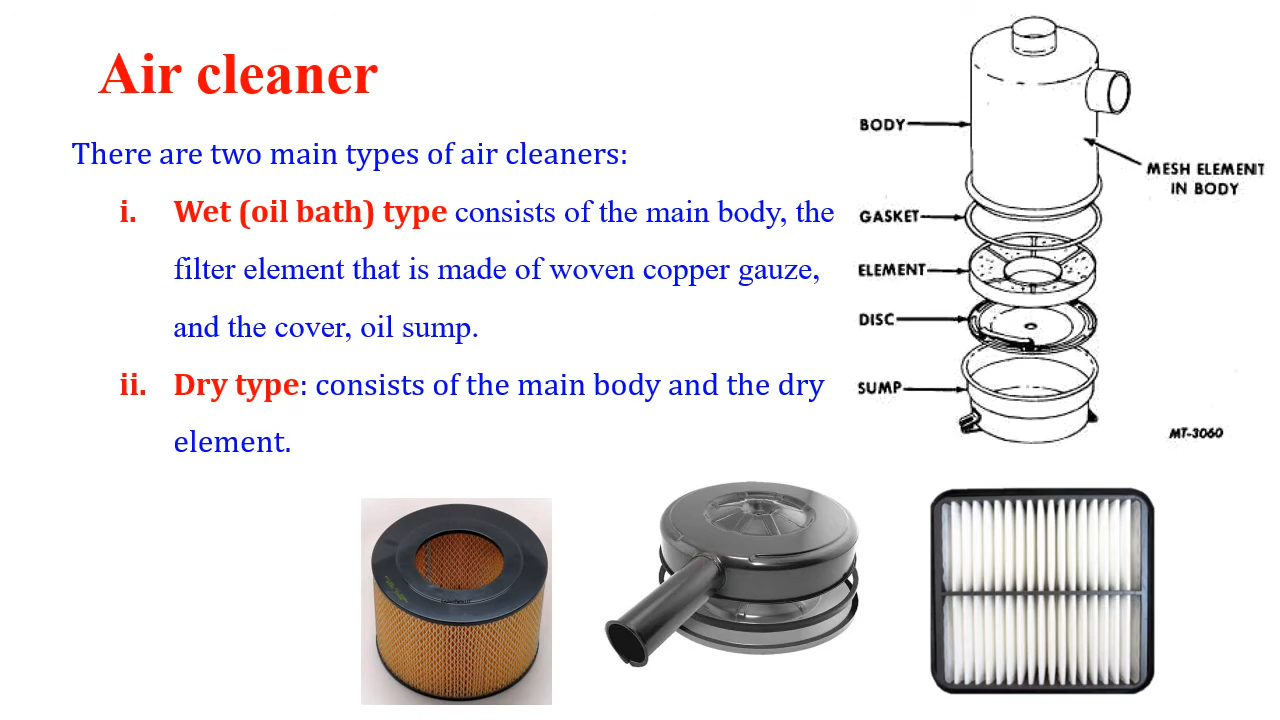 Air cleaner
There are two main types of air cleaners:
i. Wet (oil bath) type consists of the main body, the
filter element that is made of woven copper gauze,
and the cover, oil sump.
ii. Dry type: consists of the main body and the dry
element.
BODY
MESH ELEMENT
IN BODY
GASKET
ELEMENT
DISC
SUMP
MT-3060